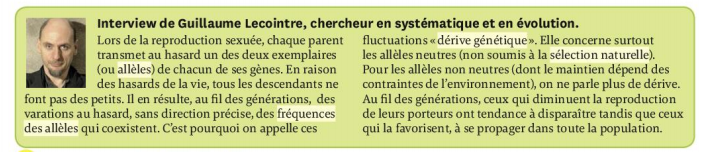 Interview de Guillaume Lecointre, chercheur en systématique et en évolution.
Lors de la reproduction sexuée, chaque parent
transmet au hasard un des deux exemplaires
(ou allèles) de chacun de ses gènes. En raison
des hasards de la vie, tous les descendants ne
font pas des petits. Il en résulte, au fil des générations, des
varations au hasard, sans direction précise, des fréquences
des allèles qui coexistent. C'est pourquoi on appelle ces
fluctuations « dérive génétique ». Elle concerne surtout
les allèles neutres (non soumis à la sélection naturelle).
Pour les allèles non neutres (dont le maintien dépend des
contraintes de l'environnement), on ne parle plus de dérive.
Au fil des générations, ceux qui diminuent la reproduction
de leurs porteurs ont tendance à disparaître tandis que ceux
qui la favorisent, à se propager dans toute la population.